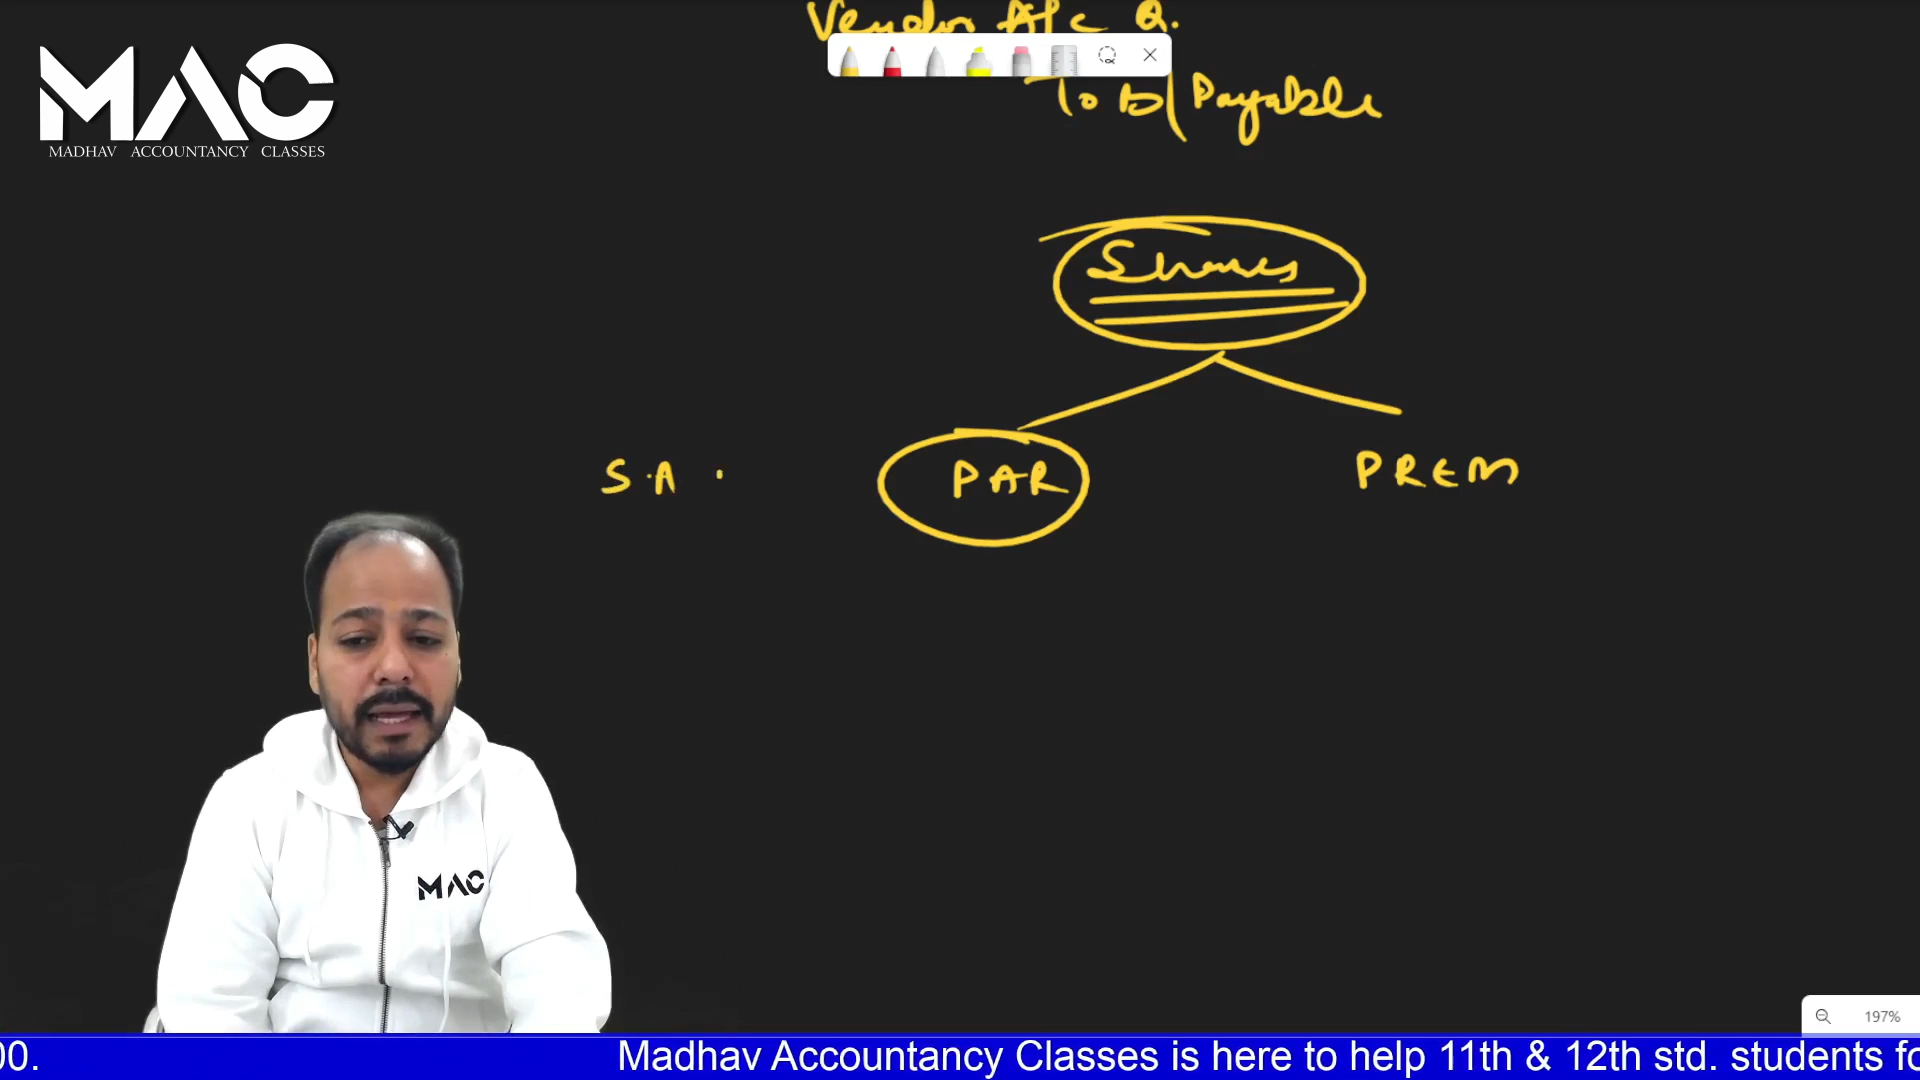 Vendor A/c Dr.
To B/Payable
MAC
MADHAV ACCOUNTANCY CLASSES
Shares
S.A.
PAR
PREM
MAC
197%
00.
Madhav Accountancy Classes is here to help 11th & 12th std. students fo